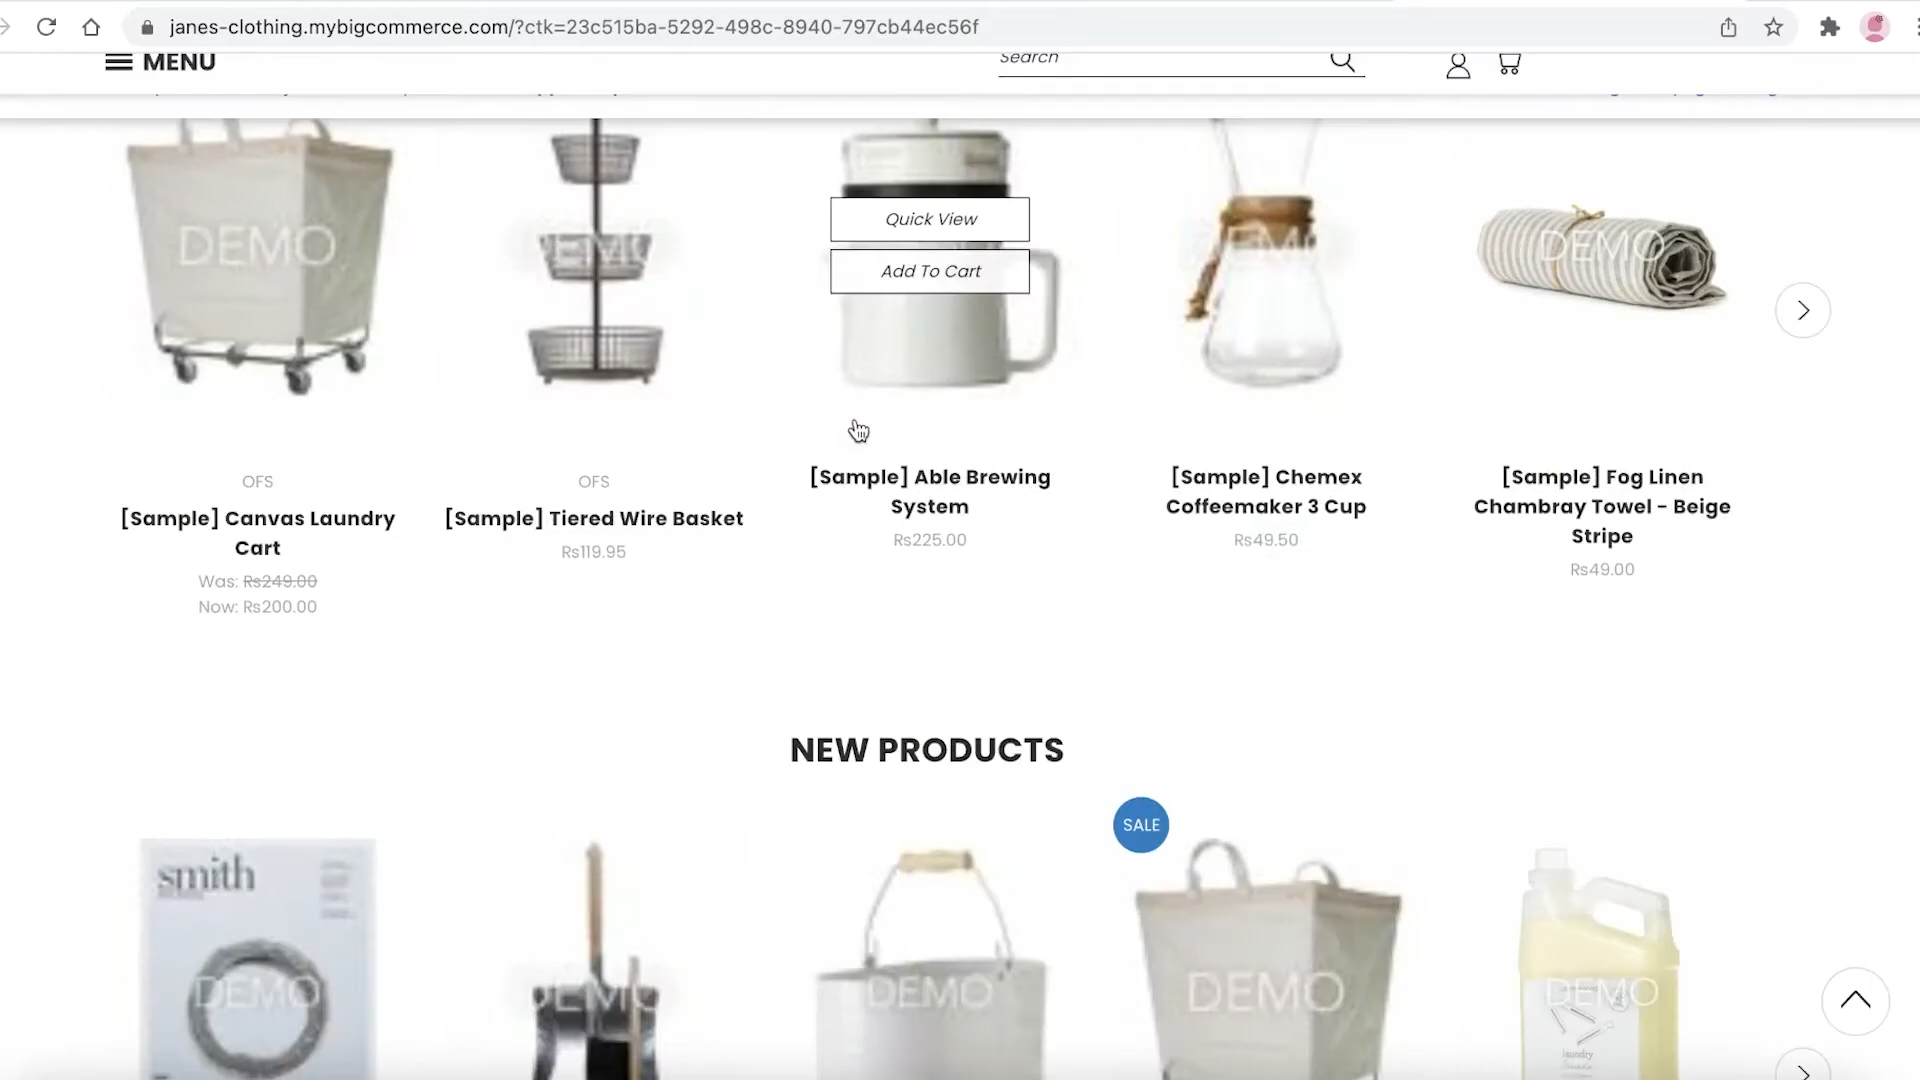 janes-clothing.mybigcommerce.com/?ctk=23c515ba-5292-498c-8940-797cb44ec56f
MENU
Search
DEMO
DEMO
Quick View
Add To Cart
DEMO
DEMO
OFS
[Sample] Canvas Laundry
Cart
Was: Rs249.00
Now: Rs200.00
OFS
[Sample] Tiered Wire Basket
Rs119.95
[Sample] Able Brewing
System
Rs225.00
[Sample] Chemex
Coffeemaker 3 Cup
Rs49.50
[Sample] Fog Linen
Chambray Towel - Beige
Stripe
Rs49.00
NEW PRODUCTS
SALE
smith
DEMO
DEMO
DEMO
DEMO
DEMO
laundry